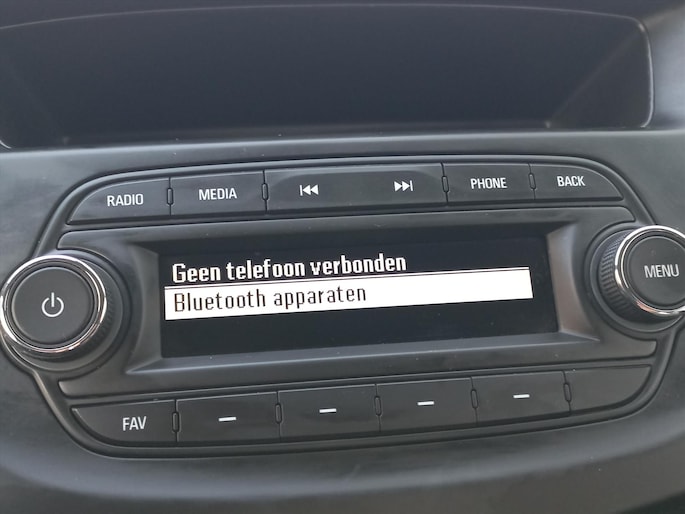 RADIO MEDIA PHONE BACK
Geen telefoon verbonden
Bluetooth apparaten
MENU
FAV